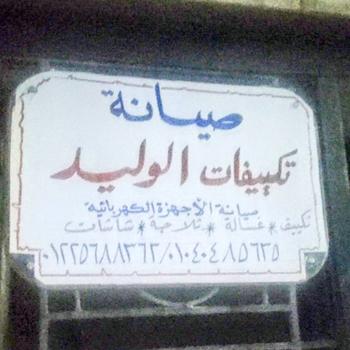 صيانة
تكييفات الوليد
صيانة الأجهزة الكهربائية
تكييف * غسالة * ثلاجة * شاشات
٠١٢٢٥٦٨٨٣٦٢/٠١٠٤٠٤٨٥٦٣٥